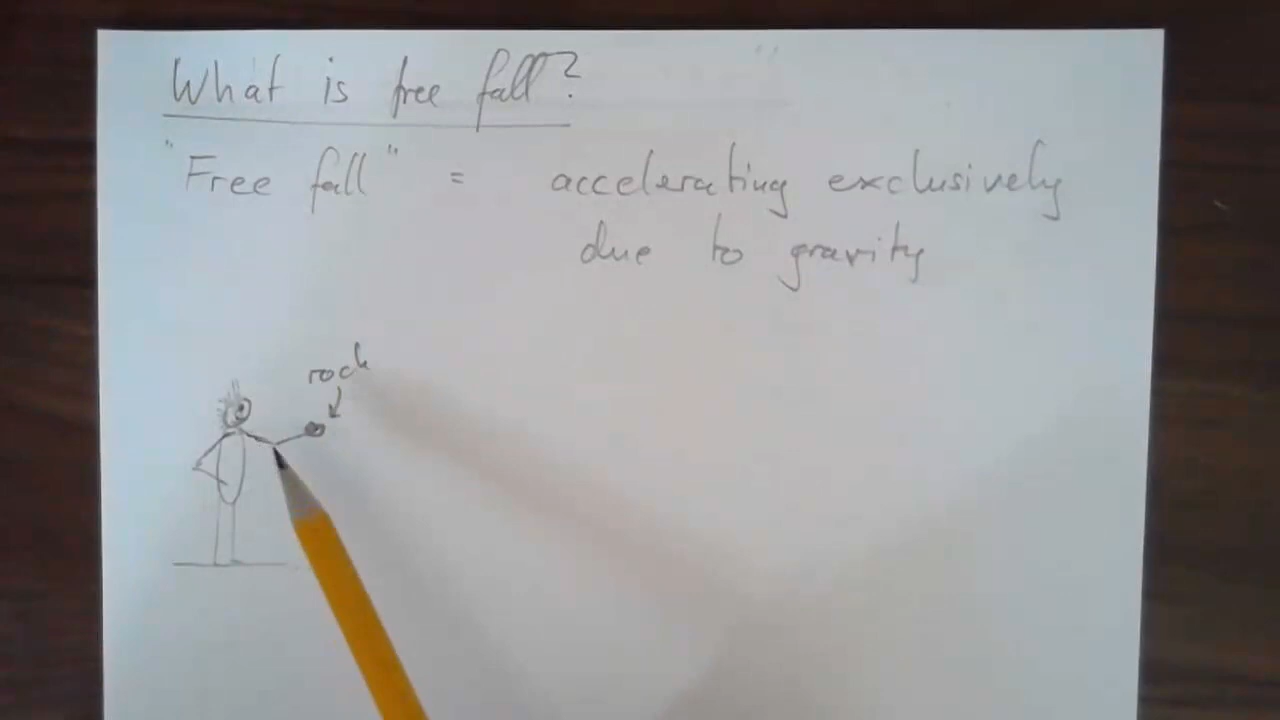 What is free fall?
"Free fall" = accelerating exclusively
due to gravity
rock